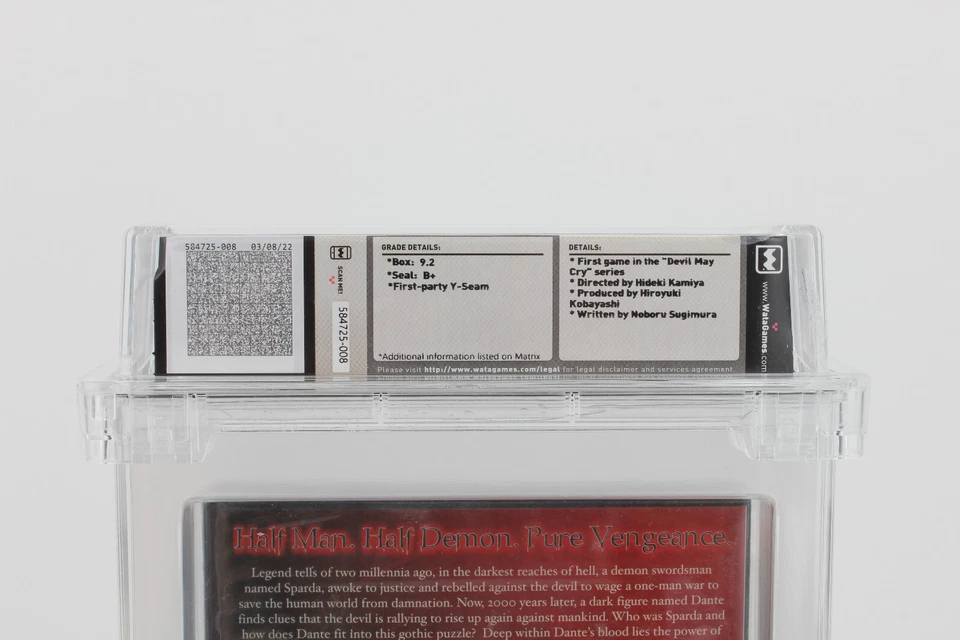 584725-008 03/08/22
SCAN ME!
584725-008
GRADE DETAILS:
*Box: 9.2
*Seal: B+
*First-party Y-Seam
*Additional information listed on Matrix
DETAILS:
* First game in the "Devil May
Cry" series
* Directed by Hideki Kamiya
* Produced by Hiroyuki
Kobayashi
* Written by Noboru Sugimura
Please visit http://www.watagames.com/legal for legal disclaimer and services agreement.
www.WataGames.com
Half Man. Half Demon. Pure Vengeance.
Legend tells of two millennia ago, in the darkest reaches of hell, a demon swordsman
named Sparda, awoke to justice and rebelled against the devil to wage a one-man war to
save the human world from damnation. Now, 2000 years later, a dark figure named Dante
finds clues that the devil is rallying to rise up again against mankind. Who was Sparda and
how does Dante fit into this gothic puzzle? Deep within Dante's blood lies the power of